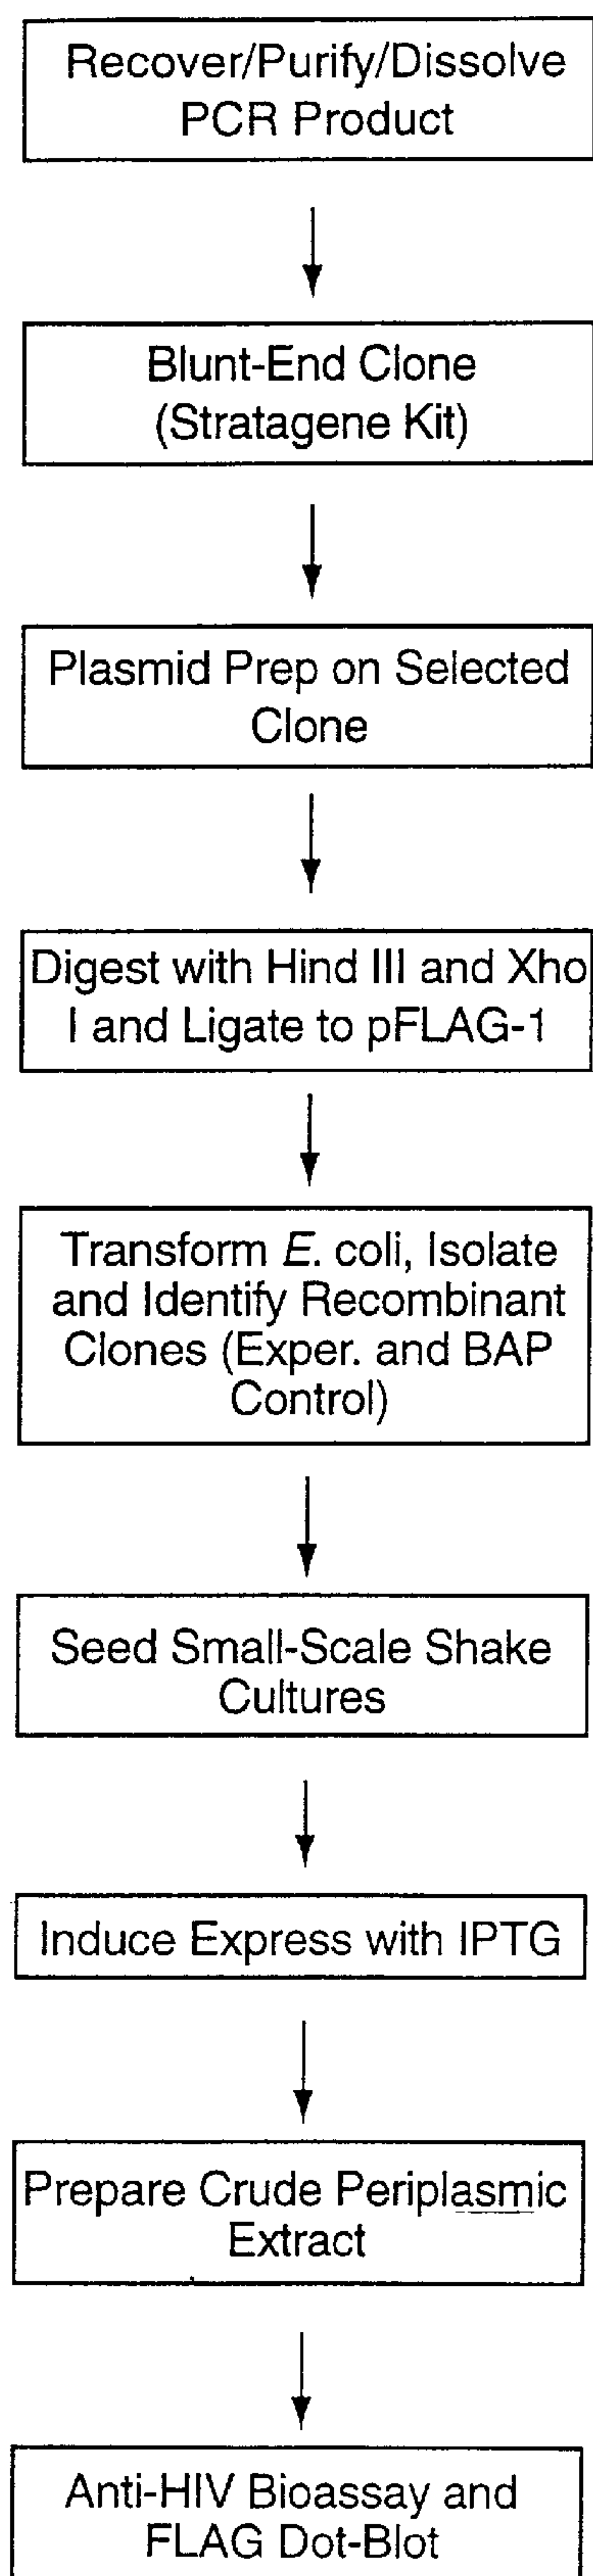 Recover/Purify/Dissolve
PCR Product
Blunt-End Clone
(Stratagene Kit)
Plasmid Prep on Selected
Clone
Digest with Hind III and Xho
I and Ligate to pFLAG-1
Transform E. coli, Isolate
and Identify Recombinant
Clones (Exper. and BAP
Control)
Seed Small-Scale Shake
Cultures
Induce Express with IPTG
Prepare Crude Periplasmic
Extract
Anti-HIV Bioassay and
FLAG Dot-Blot